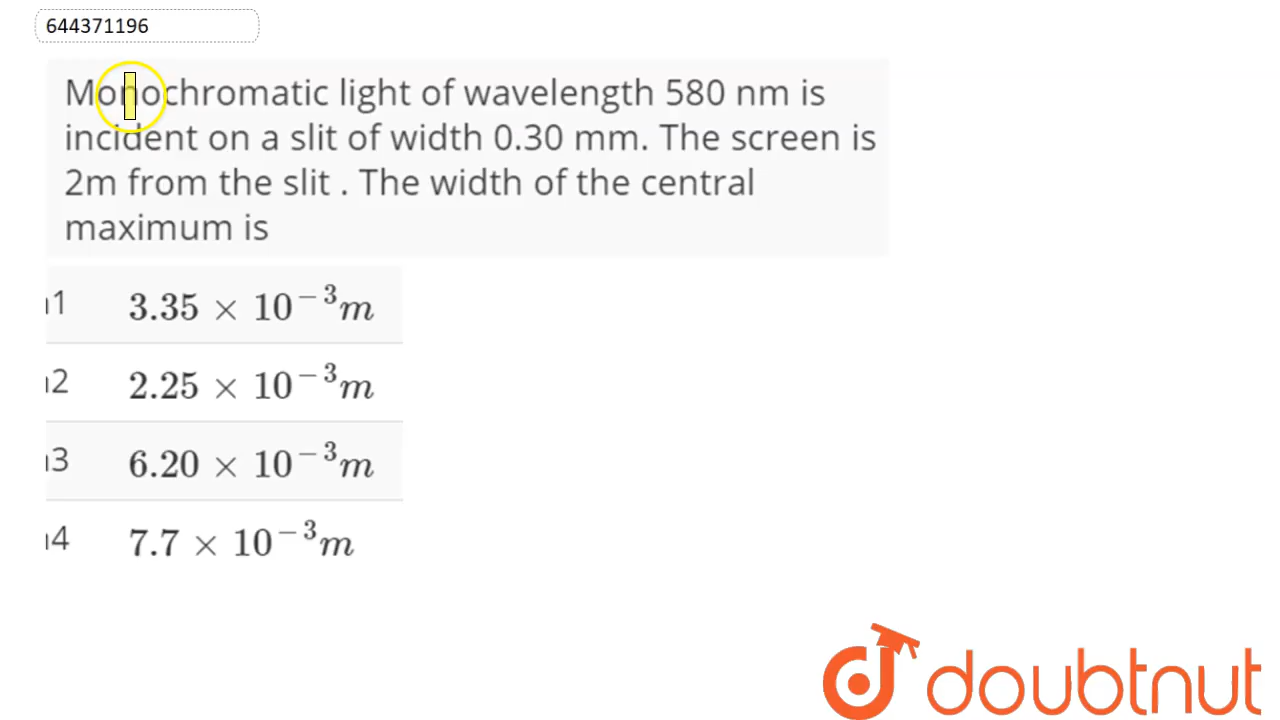 644371196
Monochromatic light of wavelength 580 nm is
incident on a slit of width 0.30 mm. The screen is
2m from the slit . The width of the central
maximum is
1 3.35 × 10⁻³m
2 2.25 × 10⁻³m
3 6.20 × 10⁻³m
4 7.7 × 10⁻³m
doubtnut